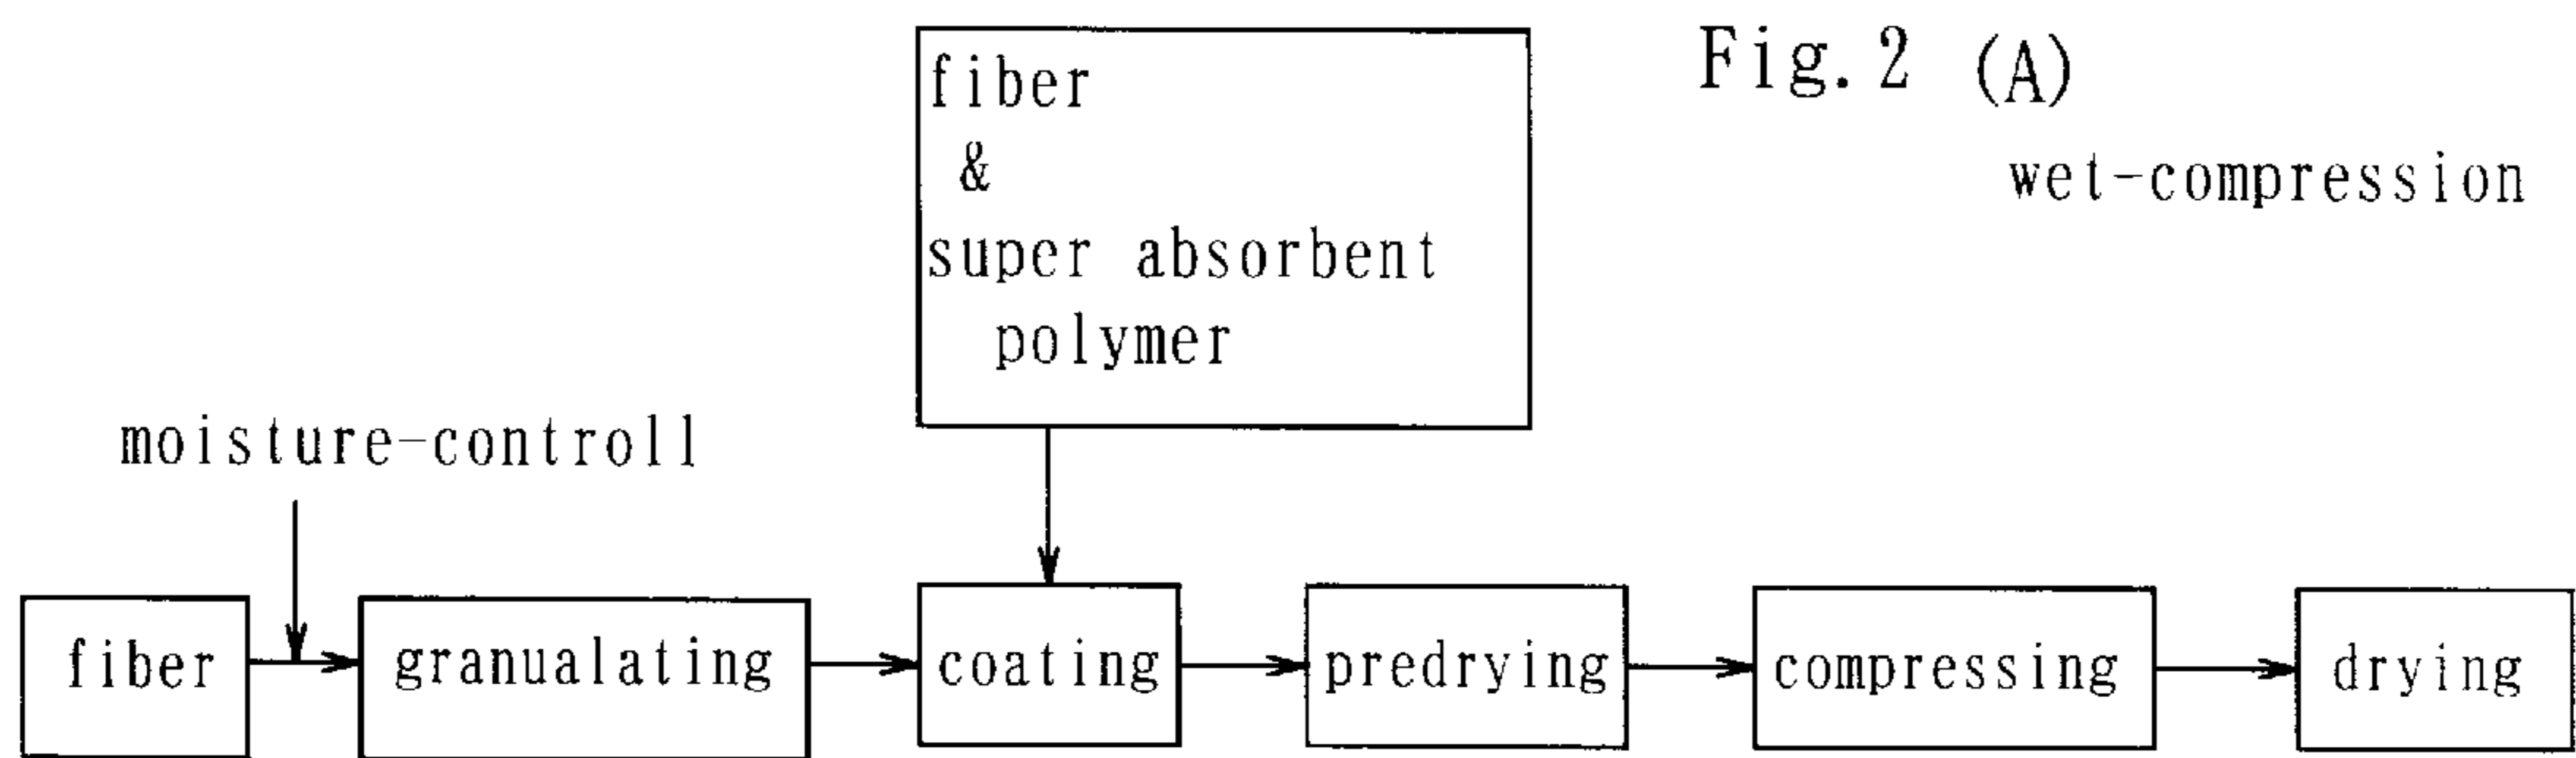 Fig. 2 (A)
wet-compression
fiber
&
super absorbent
polymer
moisture-controll
fiber
granualating
coating
predrying
compressing
drying